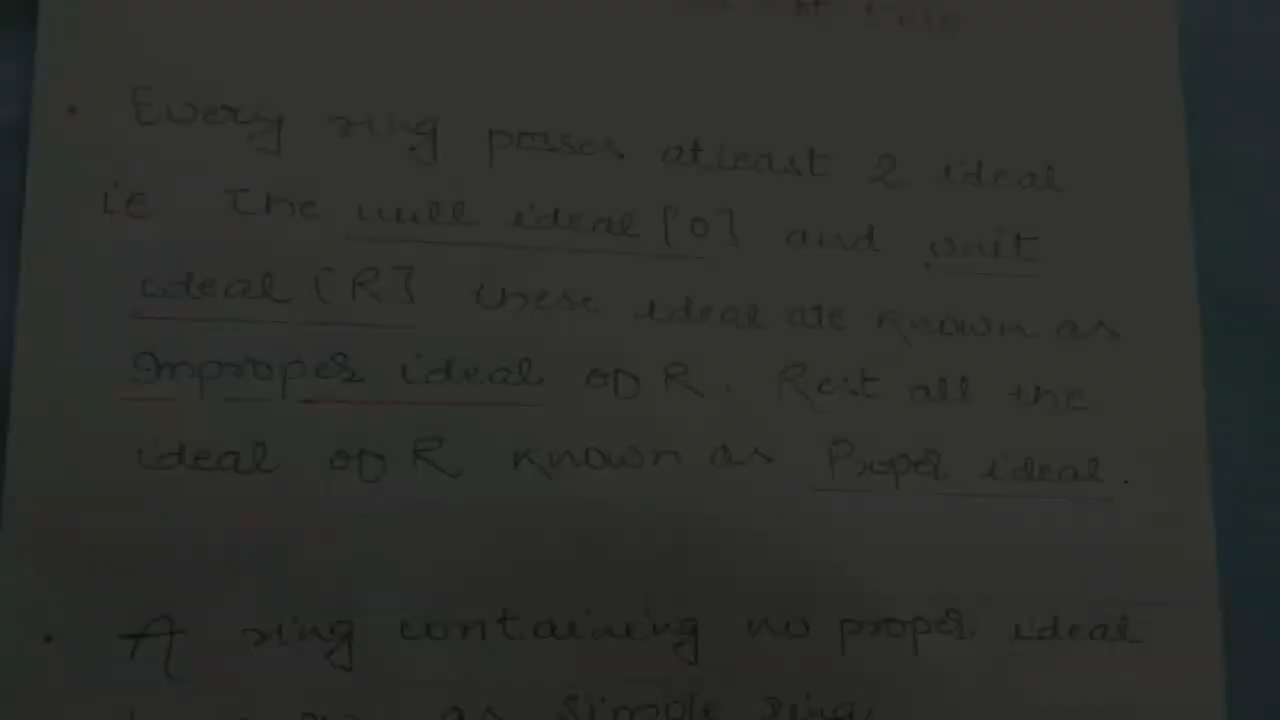 • Every ring posses atleast 2 ideal
ie The null ideal [0] and unit
ideal [R] these ideal are known as
Improper ideal of R. Rest all the
ideal of R known as Proper ideal.
• A ring containing no proper ideal
as simple ring.